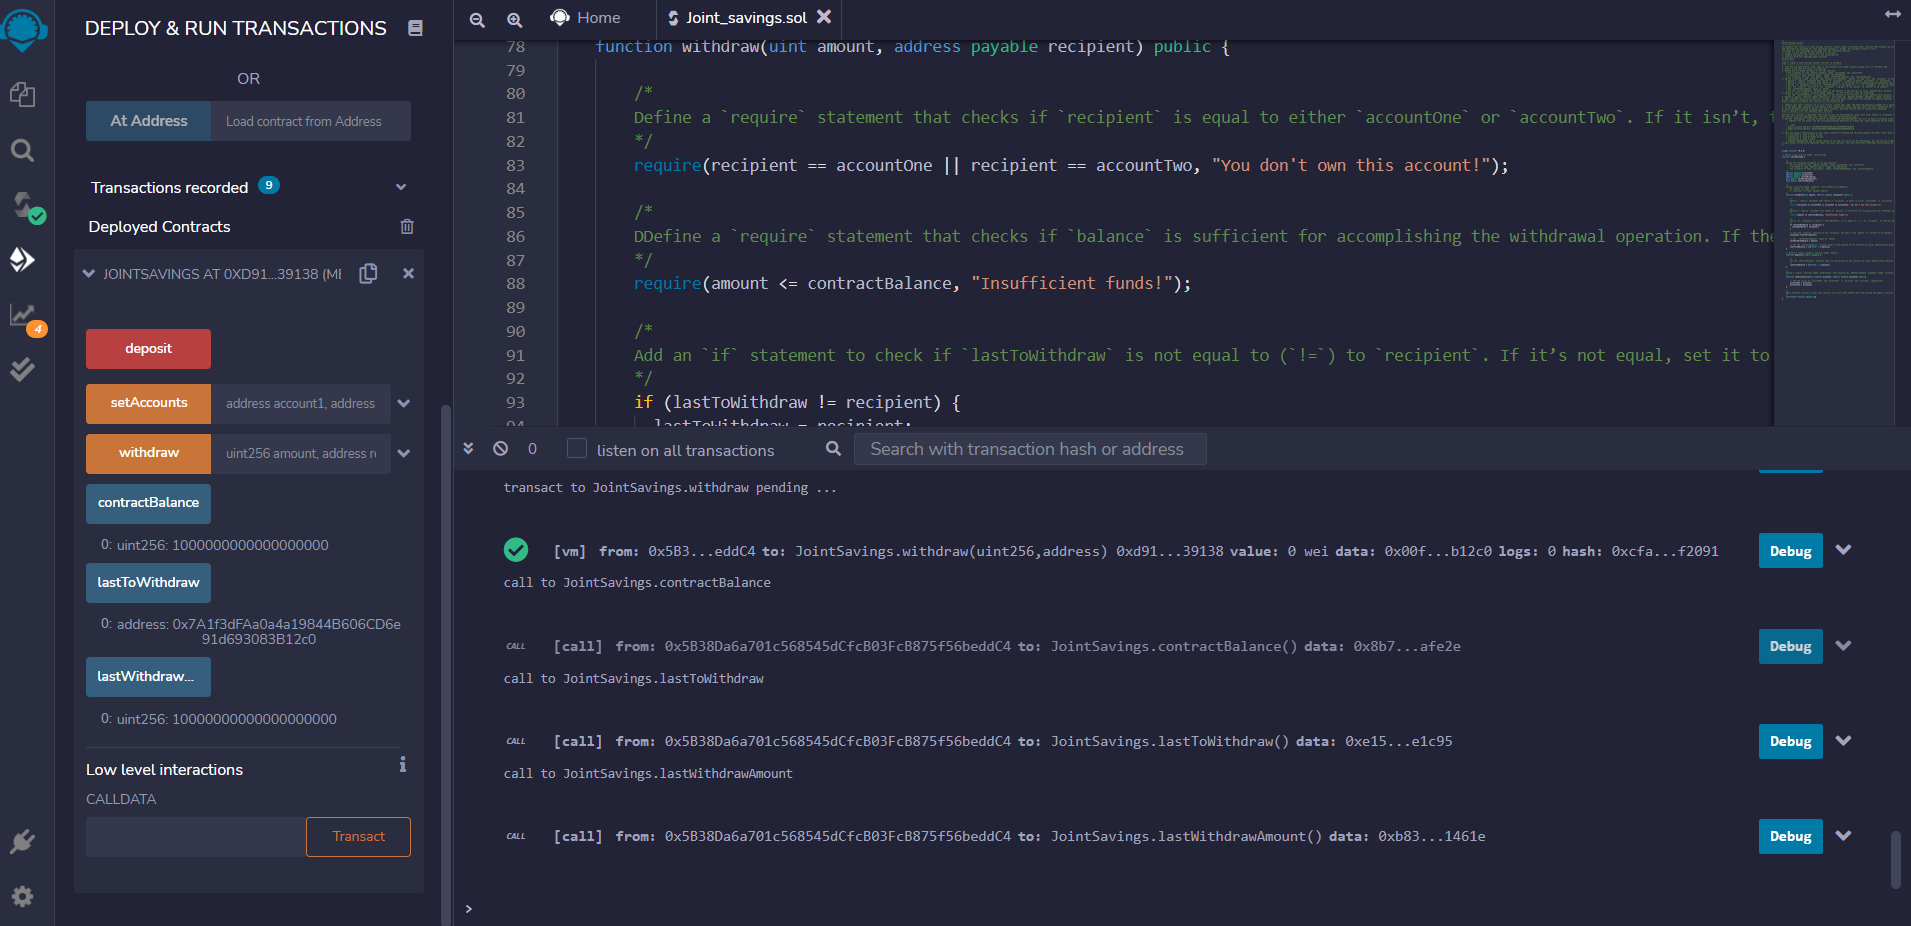 DEPLOY & RUN TRANSACTIONS
OR
At Address Load contract from Address
Transactions recorded 9
Deployed Contracts
JOINTSAVINGS AT 0XD91...39138 (ME
deposit
setAccounts address account1, address
withdraw uint256 amount, address re
contractBalance
0: uint256: 1000000000000000000
lastToWithdraw
0: address: 0x7A1f3dFAa0a4a19844B606CD6e
91d693083B12c0
lastWithdraw...
0: uint256: 10000000000000000000
Low level interactions
CALLDATA
Transact
4
Home
Joint_savings.sol
78 function withdraw(uint amount, address payable recipient) public {
79
80 /*
81 Define a `require` statement that checks if `recipient` is equal to either `accountOne` or `accountTwo`. If it isn’t, t
82 */
83 require(recipient == accountOne || recipient == accountTwo, "You don't own this account!");
84
85 /*
86 DDefine a `require` statement that checks if `balance` is sufficient for accomplishing the withdrawal operation. If the
87 */
88 require(amount <= contractBalance, "Insufficient funds!");
89
90 /*
91 Add an `if` statement to check if `lastToWithdraw` is not equal to (`!=`) to `recipient`. If it’s not equal, set it to
92 */
93 if (lastToWithdraw != recipient) {
94 lastToWithdraw = recipient;
0 listen on all transactions Search with transaction hash or address
transact to JointSavings.withdraw pending ...
[vm] from: 0x5B3...eddC4 to: JointSavings.withdraw(uint256,address) 0xd91...39138 value: 0 wei data: 0x00f...b12c0 logs: 0 hash: 0xcfa...f2091 Debug
call to JointSavings.contractBalance
CALL [call] from: 0x5B38Da6a701c568545dCfcB03FcB875f56beddC4 to: JointSavings.contractBalance() data: 0x8b7...afe2e Debug
call to JointSavings.lastToWithdraw
CALL [call] from: 0x5B38Da6a701c568545dCfcB03FcB875f56beddC4 to: JointSavings.lastToWithdraw() data: 0xe15...e1c95 Debug
call to JointSavings.lastWithdrawAmount
CALL [call] from: 0x5B38Da6a701c568545dCfcB03FcB875f56beddC4 to: JointSavings.lastWithdrawAmount() data: 0xb83...1461e Debug
>